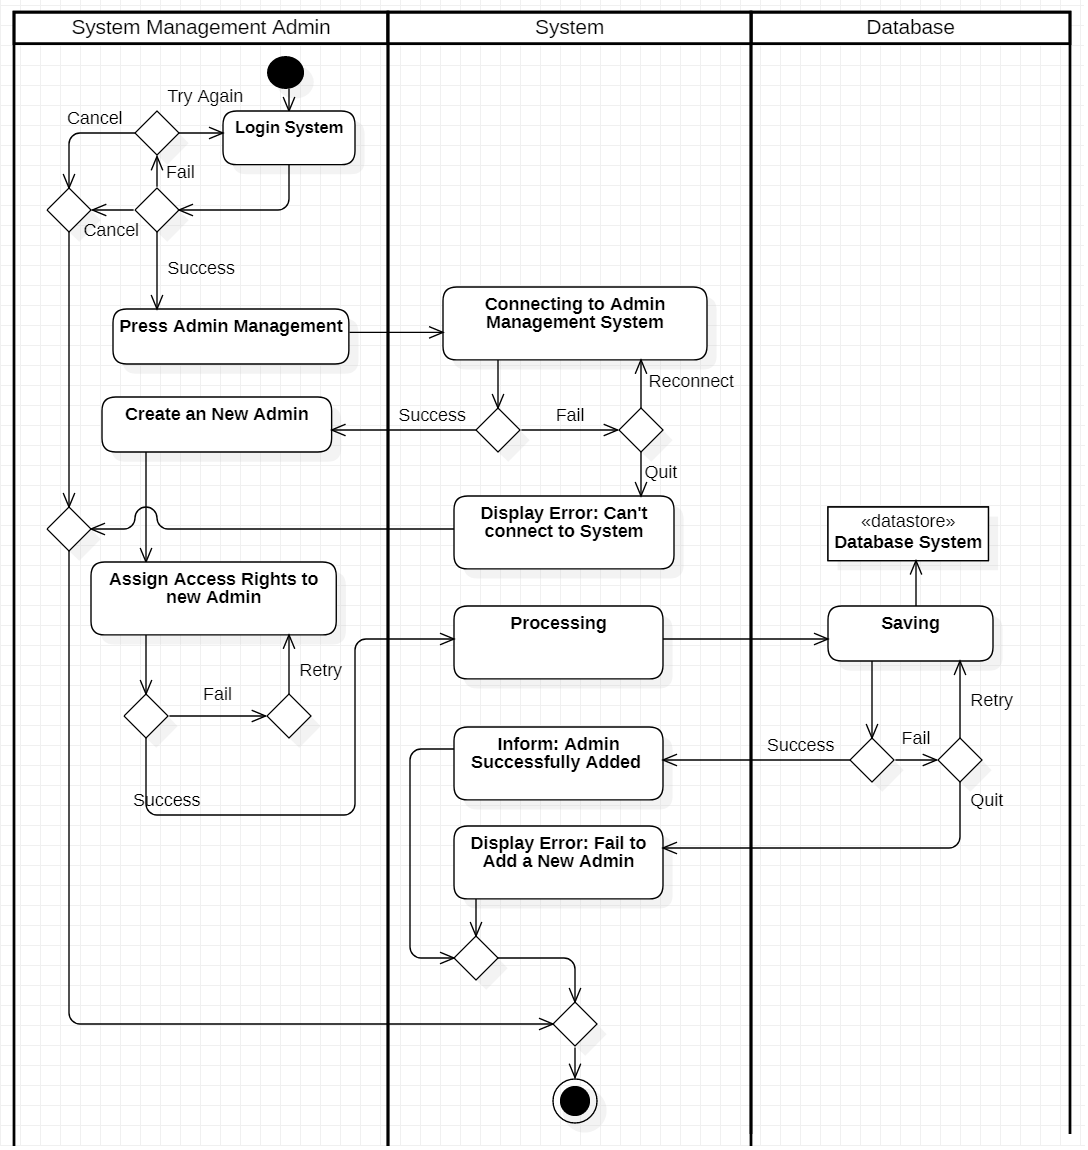 System Management Admin
System
Database
Try Again
Cancel
Login System
Fail
Cancel
Success
Press Admin Management
Connecting to Admin
Management System
Reconnect
Create an New Admin
Success
Fail
Quit
Display Error: Can't
connect to System
«datastore»
Database System
Assign Access Rights to
new Admin
Processing
Saving
Retry
Fail
Retry
Inform: Admin
Successfully Added
Success
Fail
Success
Quit
Display Error: Fail to
Add a New Admin